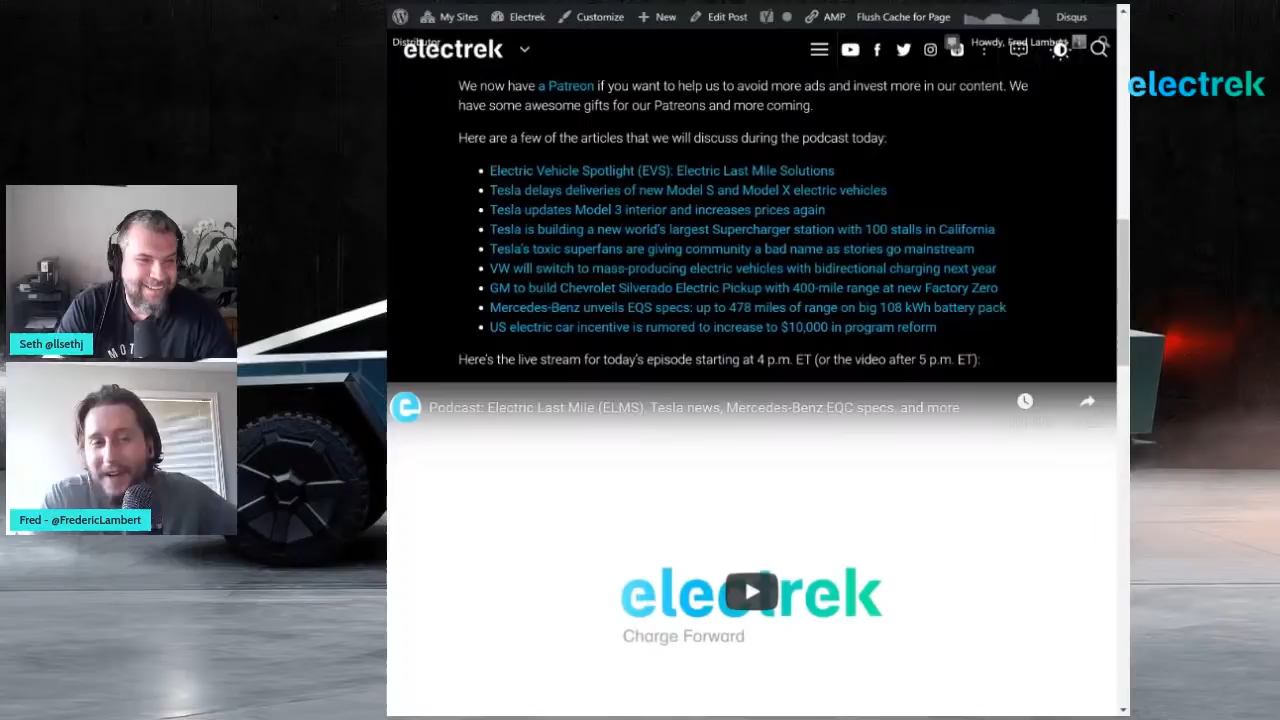 My Sites
Electrek
Customize
New
Edit Post
AMP
Flush Cache for Page
Disqus
Distributor
Howdy, Fred Lambert
electrek
electrek
We now have a Patreon if you want to help us to avoid more ads and invest more in our content. We
have some awesome gifts for our Patreons and more coming.
Here are a few of the articles that we will discuss during the podcast today:
• Electric Vehicle Spotlight (EVS): Electric Last Mile Solutions
• Tesla delays deliveries of new Model S and Model X electric vehicles
• Tesla updates Model 3 interior and increases prices again
• Tesla is building a new world's largest Supercharger station with 100 stalls in California
• Tesla's toxic superfans are giving community a bad name as stories go mainstream
• VW will switch to mass-producing electric vehicles with bidirectional charging next year
• GM to build Chevrolet Silverado Electric Pickup with 400-mile range at new Factory Zero
• Mercedes-Benz unveils EQS specs: up to 478 miles of range on big 108 kWh battery pack
• US electric car incentive is rumored to increase to $10,000 in program reform
Here's the live stream for today's episode starting at 4 p.m. ET (or the video after 5 p.m. ET):
Seth @llsethj
MOT
Podcast: Electric Last Mile (ELMS), Tesla news, Mercedes-Benz EQC specs, and more
Fred - @FredericLambert
electrek
Charge Forward